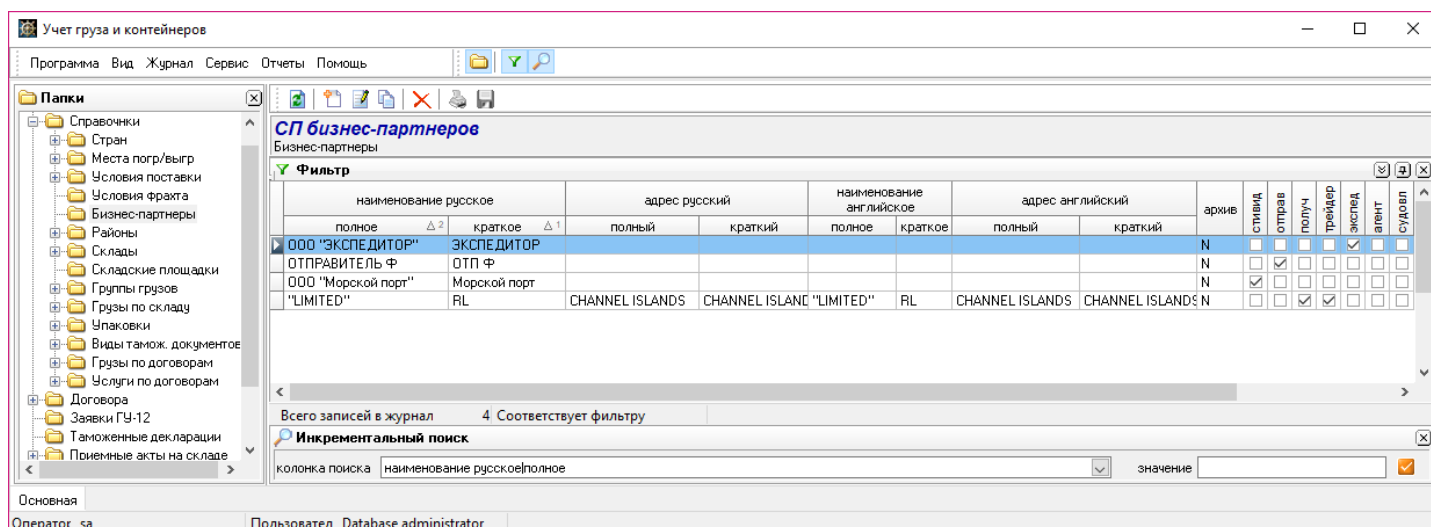 Учет груза и контейнеров
Программа Вид Журнал Сервис Отчеты Помощь
Папки
Справочники
Стран
Места погр/выгр
Условия поставки
Условия фрахта
Бизнес-партнеры
Районы
Склады
Складские площадки
Группы грузов
Грузы по складу
Упаковки
Виды тамож. документов
Грузы по договорам
Услуги по договорам
Договора
Заявки ГУ-12
Таможенные декларации
Приемные акты на складе
СП бизнес-партнеров
Бизнес-партнеры
Фильтр
наименование русское адрес русский наименование английское адрес английский архив стивид отправ получ трейдер экспед агент судовл
полное 2 краткое 1 полный краткий полное краткое полный краткий
ООО "ЭКСПЕДИТОР" ЭКСПЕДИТОР N
ОТПРАВИТЕЛЬ Ф ОТП Ф N
ООО "Морской порт" Морской порт N
"LIMITED" RL CHANNEL ISLANDS CHANNEL ISLAND "LIMITED" RL CHANNEL ISLANDS CHANNEL ISLANDS N
Всего записей в журнал 4 Соответствует фильтру
Инкрементальный поиск
колонка поиска наименование русское|полное значение
Основная
Оператор sa Пользовател Database administrator